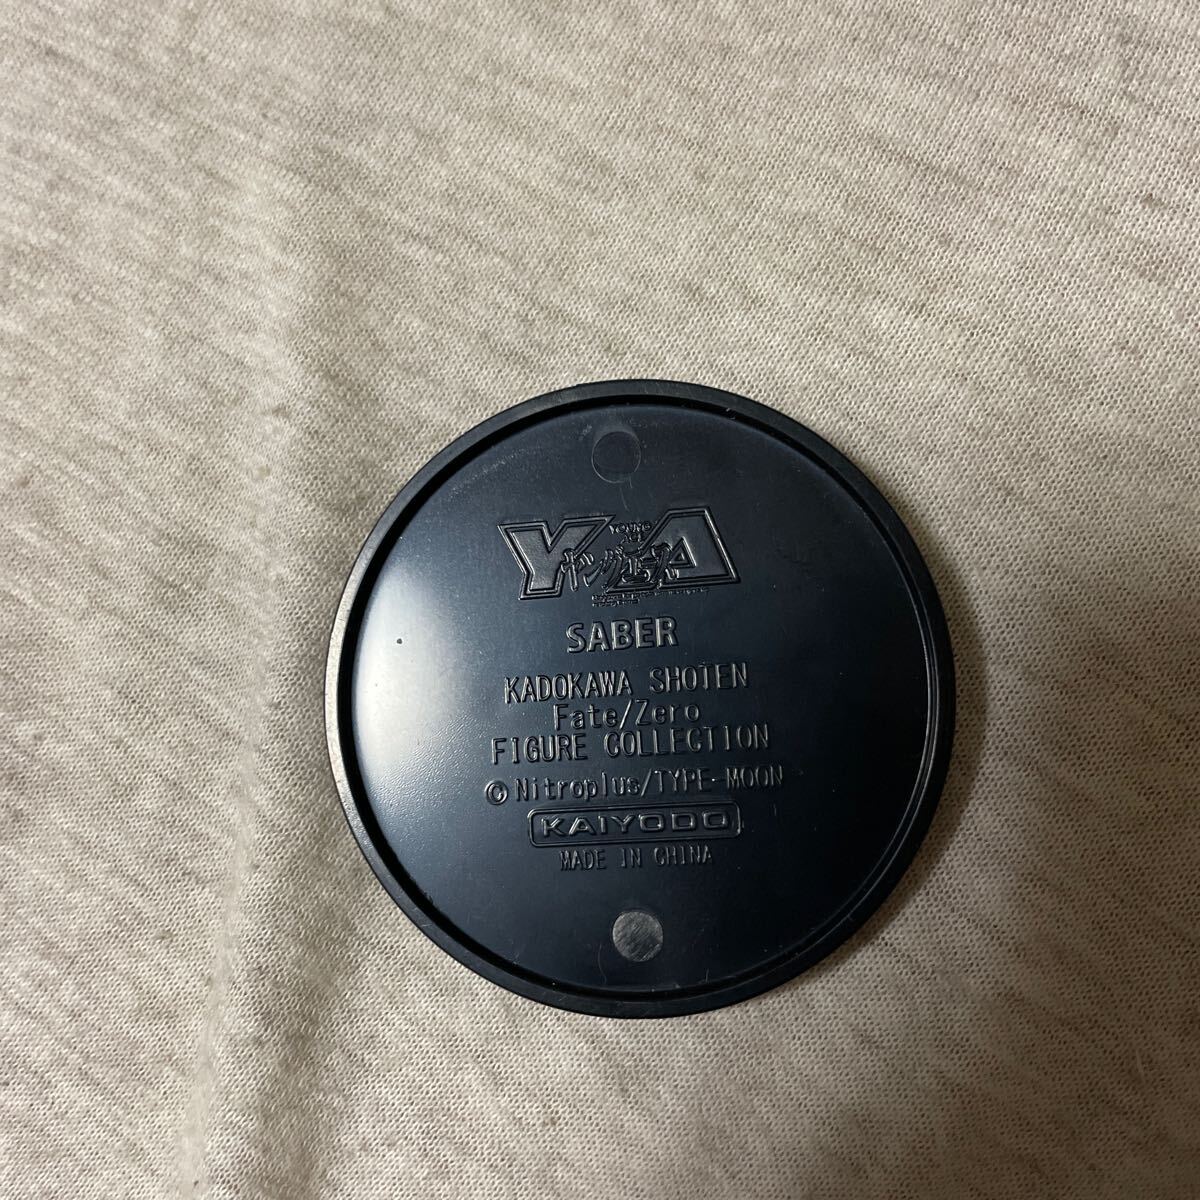 YA
YOUNG
ACE
ヤングエース
SABER
KADOKAWA SHOTEN
Fate/Zero
FIGURE COLLECTION
©Nitroplus/TYPE-MOON
KAIYODO
MADE IN CHINA